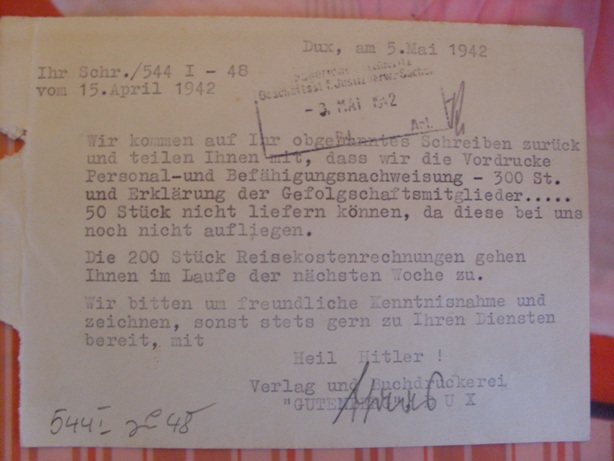 Dux, am 5.Mai 1942
Ihr Schr./544 I - 48
vom 15.April 1942
- 8. MAI 1942
Anl.
Wir kommen auf Ihr obgenanntes Schreiben zurück
und teilen Ihnen mit, dass wir die Vordrucke
Personal-und Befähigungsnachweisung - 300 St.
und Erklärung der Gefolgschaftsmitglieder.....
50 Stück nicht liefern können, da diese bei uns
noch nicht aufliegen.
Die 200 Stück Reisekostenrechnungen gehen
Ihnen im Laufe der nächsten Woche zu.
Wir bitten um freundliche Kenntnisnahme und
zeichnen, sonst stets gern zu Ihren Diensten
bereit, mit
Heil Hitler !
Verlag und Buchdruckerei
"GUTENBERG" D U X
544 I 48